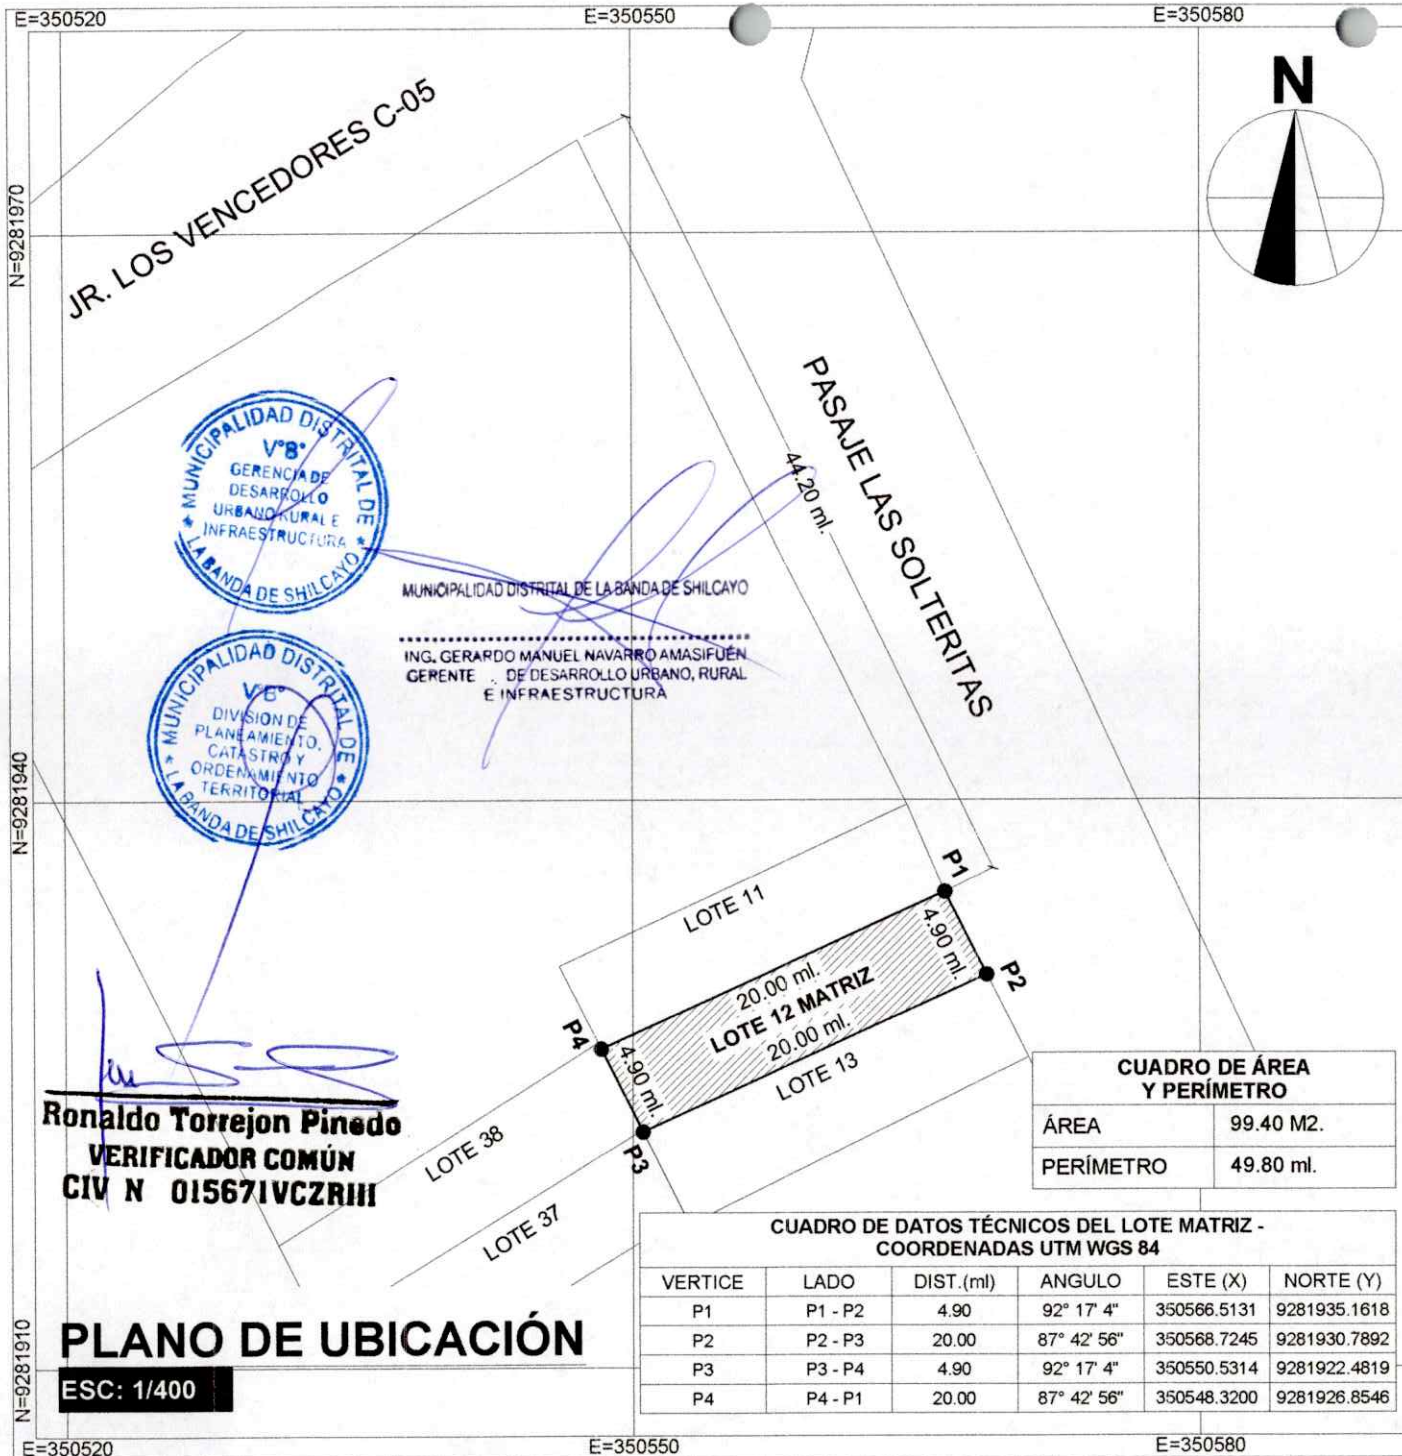 E=350520
E=350550
E=350580
N
JR. LOS VENCEDORES C-05
N=9281970
PASAJE LAS SOLTERITAS
44.20 ml.
MUNICIPALIDAD DISTRITAL DE
V°B°
GERENCIA DE
DESARROLLO
URBANO RURAL E
INFRAESTRUCTURA
LA BANDA DE SHILCAYO
MUNICIPALIDAD DISTRITAL DE LA BANDA DE SHILCAYO
ING. GERARDO MANUEL NAVARRO AMASIFUÉN
GERENTE DE DESARROLLO URBANO, RURAL
E INFRAESTRUCTURA
MUNICIPALIDAD DISTRITAL DE
V°B°
DIVISIÓN DE
PLANEAMIENTO,
CATASTRO Y
ORDENAMIENTO
TERRITORIAL
LA BANDA DE SHILCAYO
N=9281940
P1
LOTE 11
4.90 ml.
P2
20.00 ml.
LOTE 12 MATRIZ
20.00 ml.
P4
4.90 ml.
LOTE 13
P3
LOTE 38
LOTE 37
Ronaldo Torrejon Pinedo
VERIFICADOR COMÚN
CIV N 015671VCZRIII
CUADRO DE ÁREA
Y PERÍMETRO
ÁREA 99.40 M2.
PERÍMETRO 49.80 ml.
CUADRO DE DATOS TÉCNICOS DEL LOTE MATRIZ -
COORDENADAS UTM WGS 84
VERTICE LADO DIST.(ml) ANGULO ESTE (X) NORTE (Y)
P1 P1 - P2 4.90 92° 17' 4" 350566.5131 9281935.1618
P2 P2 - P3 20.00 87° 42' 56" 350568.7245 9281930.7892
P3 P3 - P4 4.90 92° 17' 4" 350550.5314 9281922.4819
P4 P4 - P1 20.00 87° 42' 56" 350548.3200 9281926.8546
PLANO DE UBICACIÓN
ESC: 1/400
N=9281910
E=350520
E=350550
E=350580